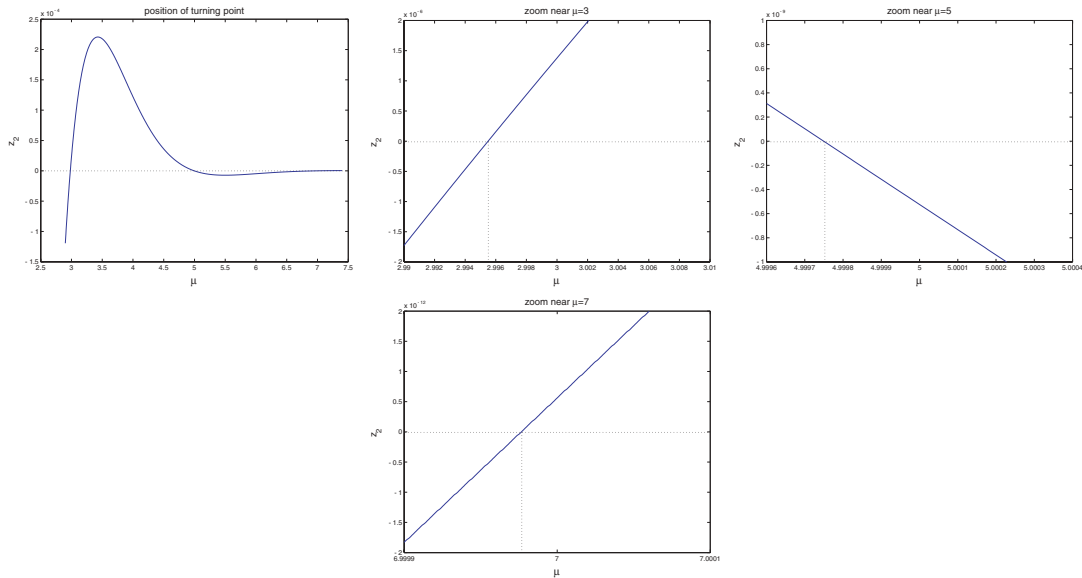 position of turning point
x 10⁻⁴
2.5
2
1.5
1
0.5
0
- 0.5
- 1
- 1.5
z₂
2.5 3 3.5 4 4.5 5 5.5 6 6.5 7 7.5
μ
zoom near μ=3
2
1.5
1
0.5
0
- 0.5
- 1
- 1.5
- 2
z₂
2.99 2.992 2.994 2.996 2.998 3 3.002 3.004 3.006 3.008 3.01
μ
zoom near μ=5
1
0.8
0.6
0.4
0.2
0
- 0.2
- 0.4
- 0.6
- 0.8
- 1
z₂
4.9996 4.9997 4.9998 4.9999 5 5.0001 5.0002 5.0003 5.0004
μ
zoom near μ=7
x 10⁻¹²
2
1.5
1
0.5
0
- 0.5
- 1
- 1.5
- 2
z₂
6.9999 7 7.0001
μ